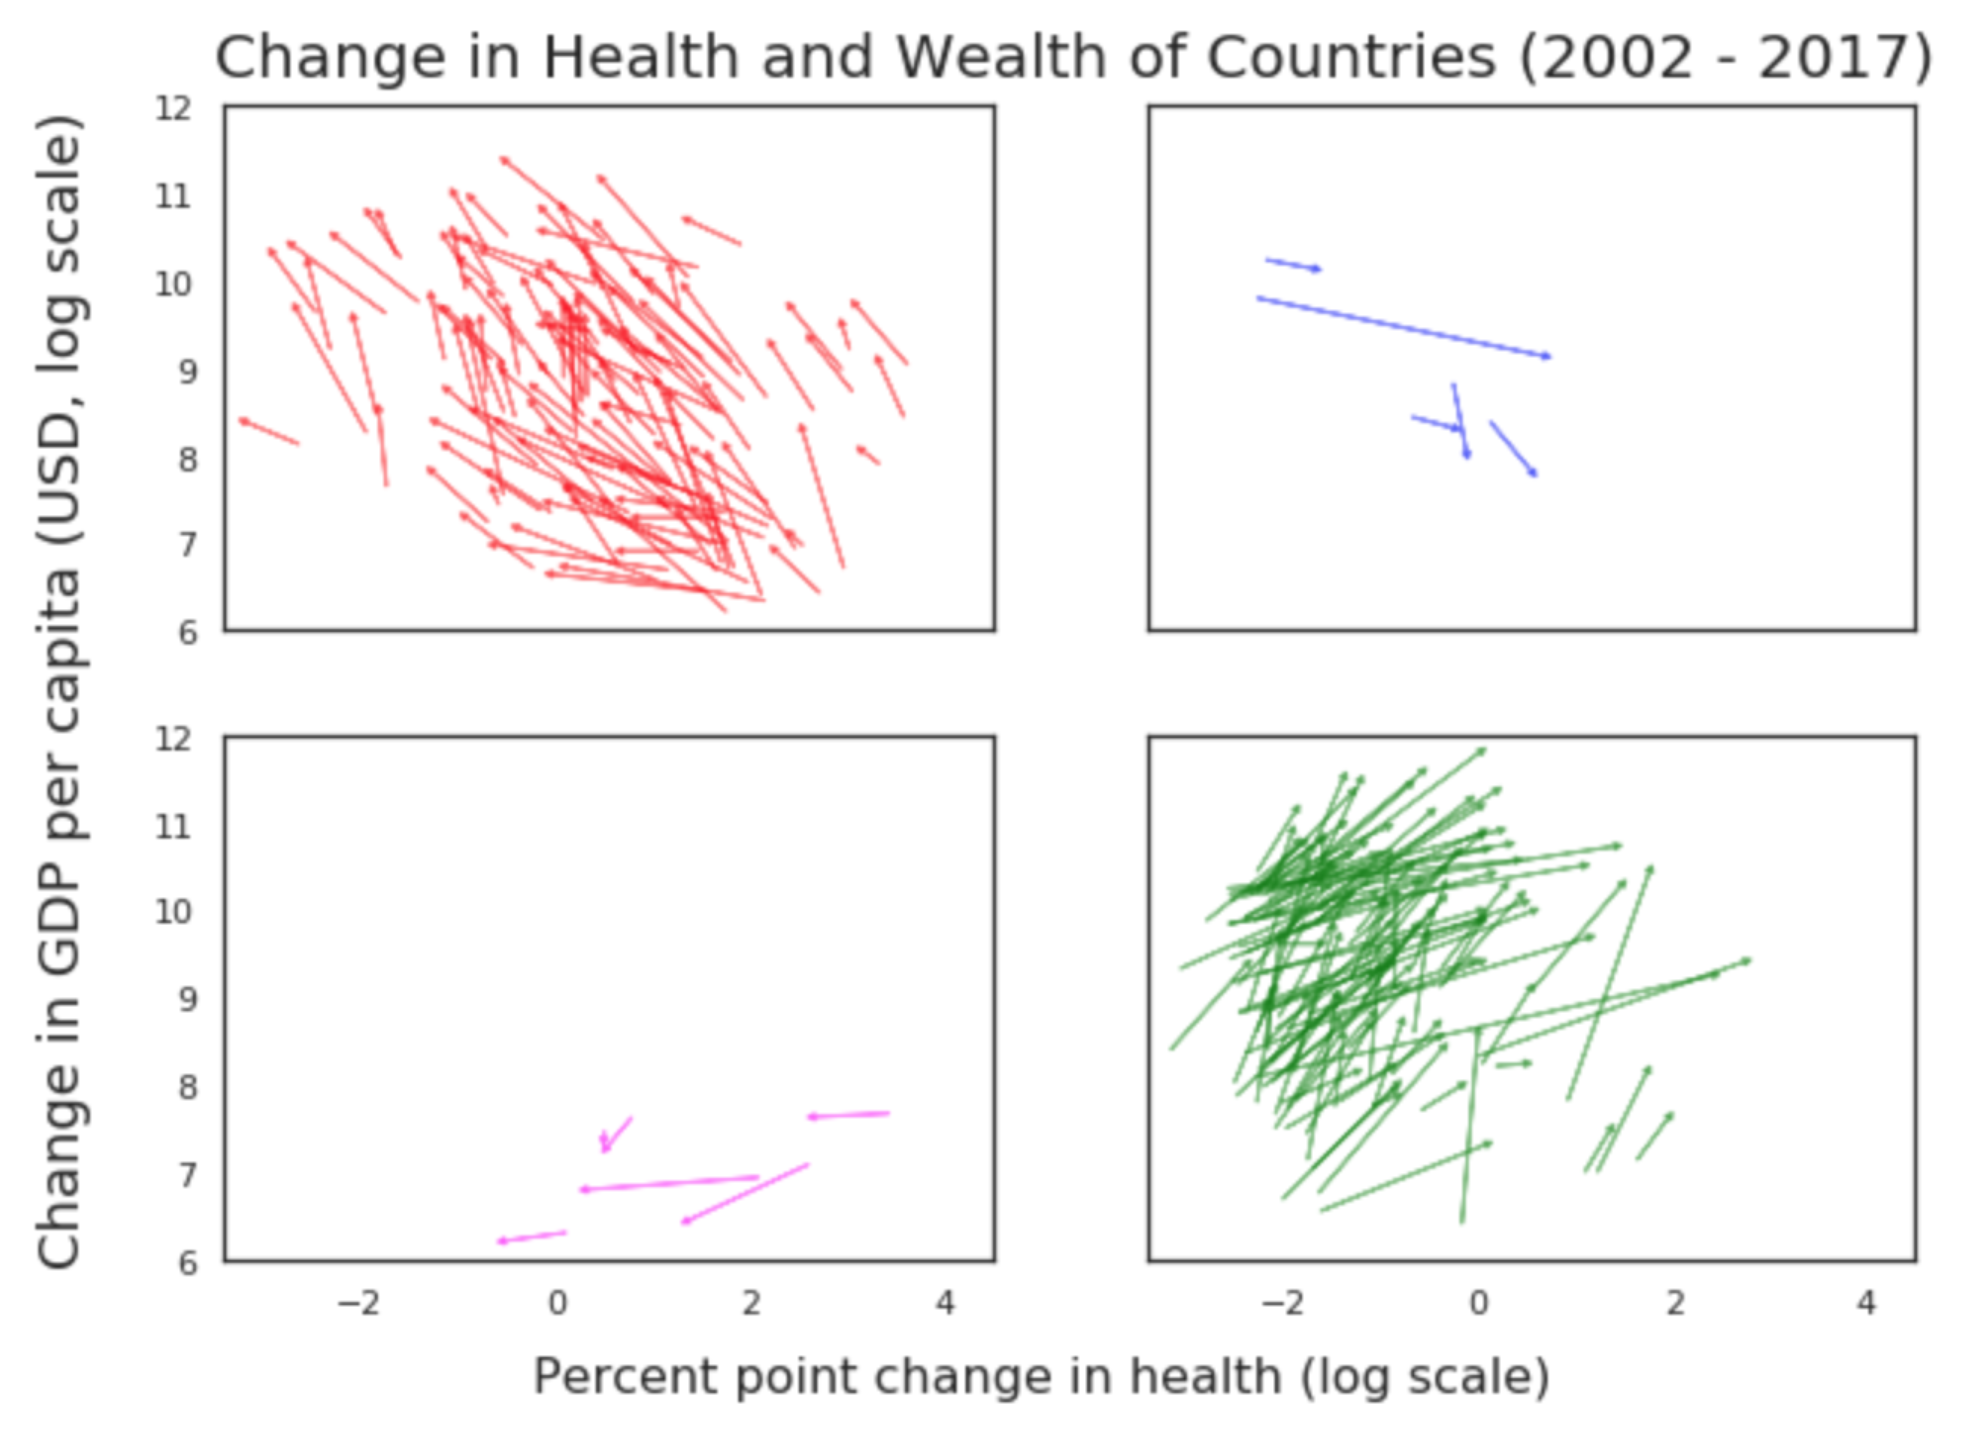 Change in Health and Wealth of Countries (2002 - 2017)
Change in GDP per capita (USD, log scale)
12
11
10
9
8
7
6
12
11
10
9
8
7
6
−2 0 2 4
−2 0 2 4
Percent point change in health (log scale)